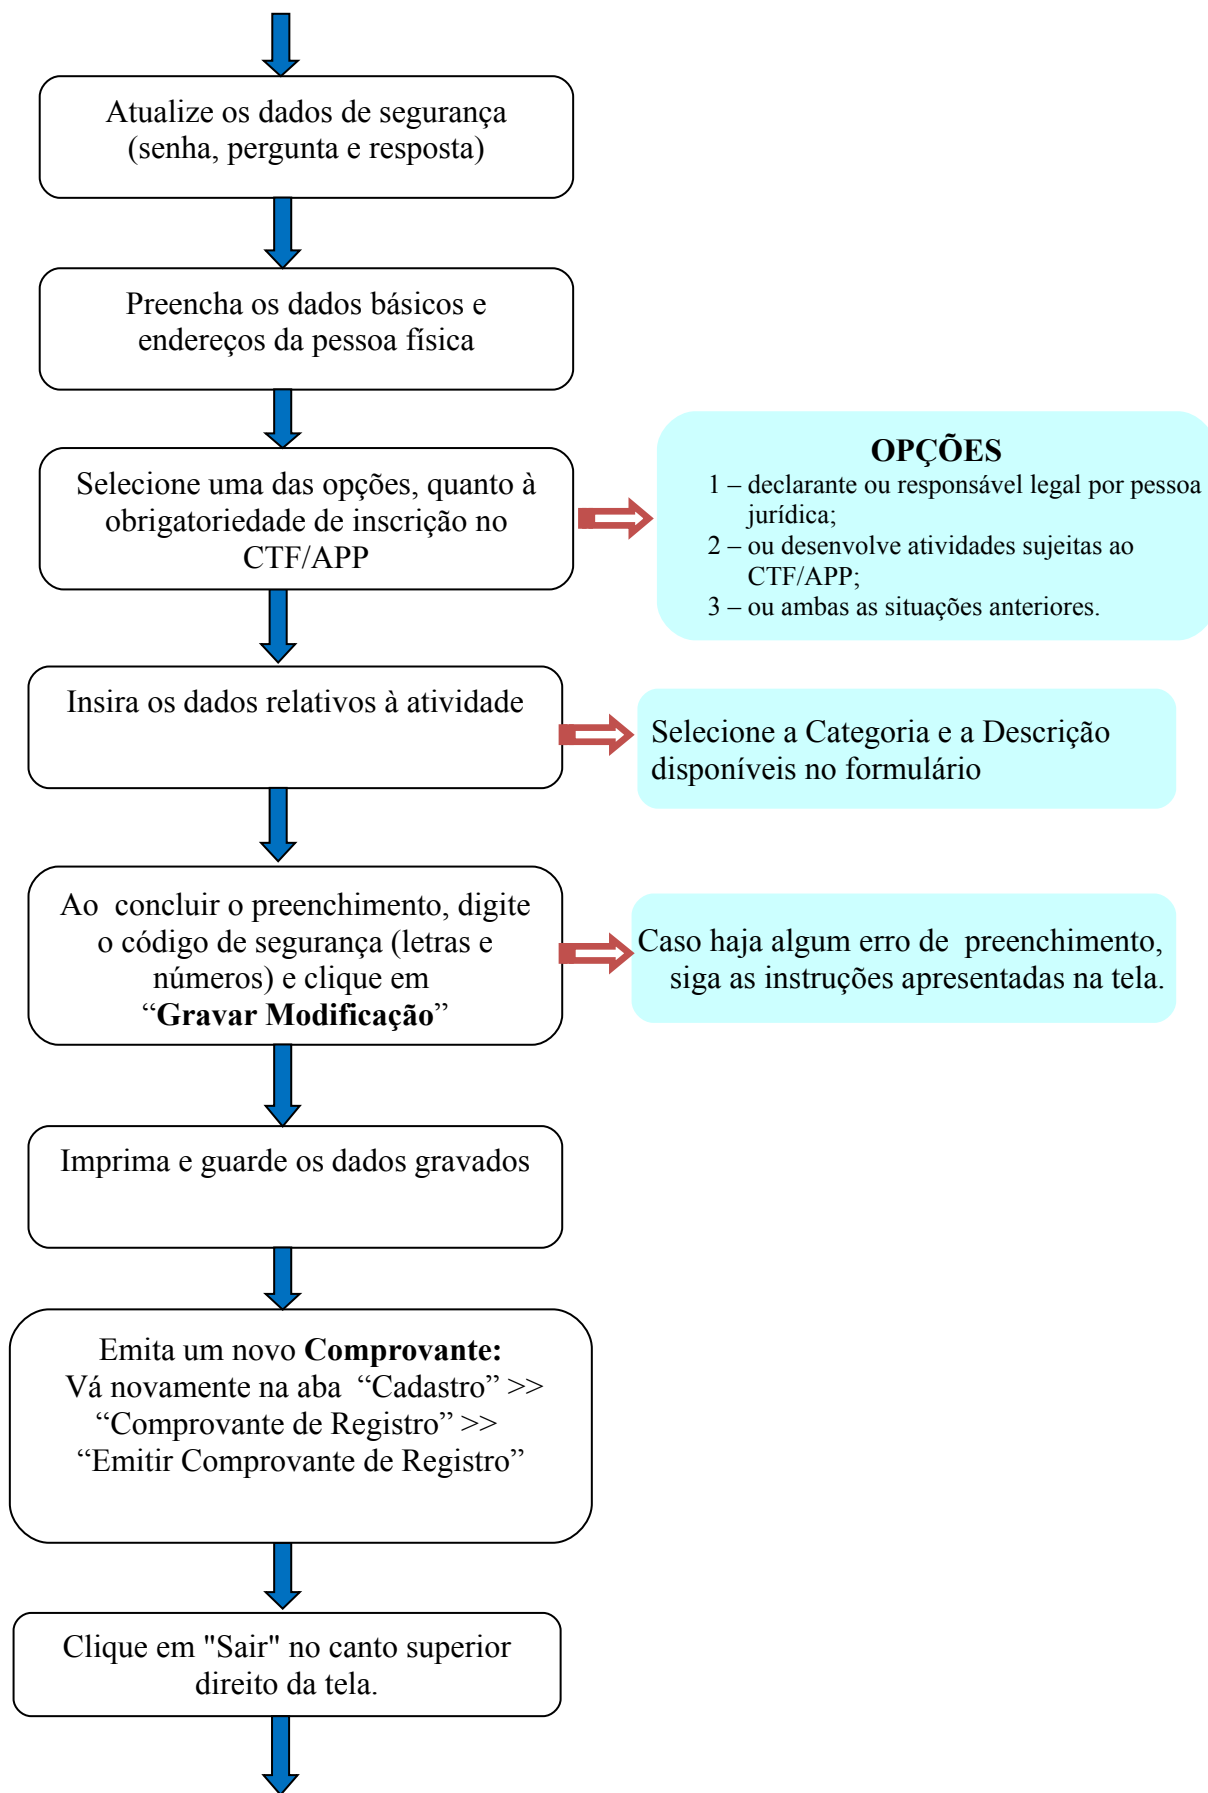 Atualize os dados de segurança
(senha, pergunta e resposta)
Preencha os dados básicos e
endereços da pessoa física
Selecione uma das opções, quanto à
obrigatoriedade de inscrição no
CTF/APP
OPÇÕES
1 – declarante ou responsável legal por pessoa
jurídica;
2 – ou desenvolve atividades sujeitas ao
CTF/APP;
3 – ou ambas as situações anteriores.
Insira os dados relativos à atividade
Selecione a Categoria e a Descrição
disponíveis no formulário
Ao concluir o preenchimento, digite
o código de segurança (letras e
números) e clique em
“Gravar Modificação”
Caso haja algum erro de preenchimento,
siga as instruções apresentadas na tela.
Imprima e guarde os dados gravados
Emita um novo Comprovante:
Vá novamente na aba “Cadastro” >>
“Comprovante de Registro” >>
“Emitir Comprovante de Registro”
Clique em "Sair" no canto superior
direito da tela.